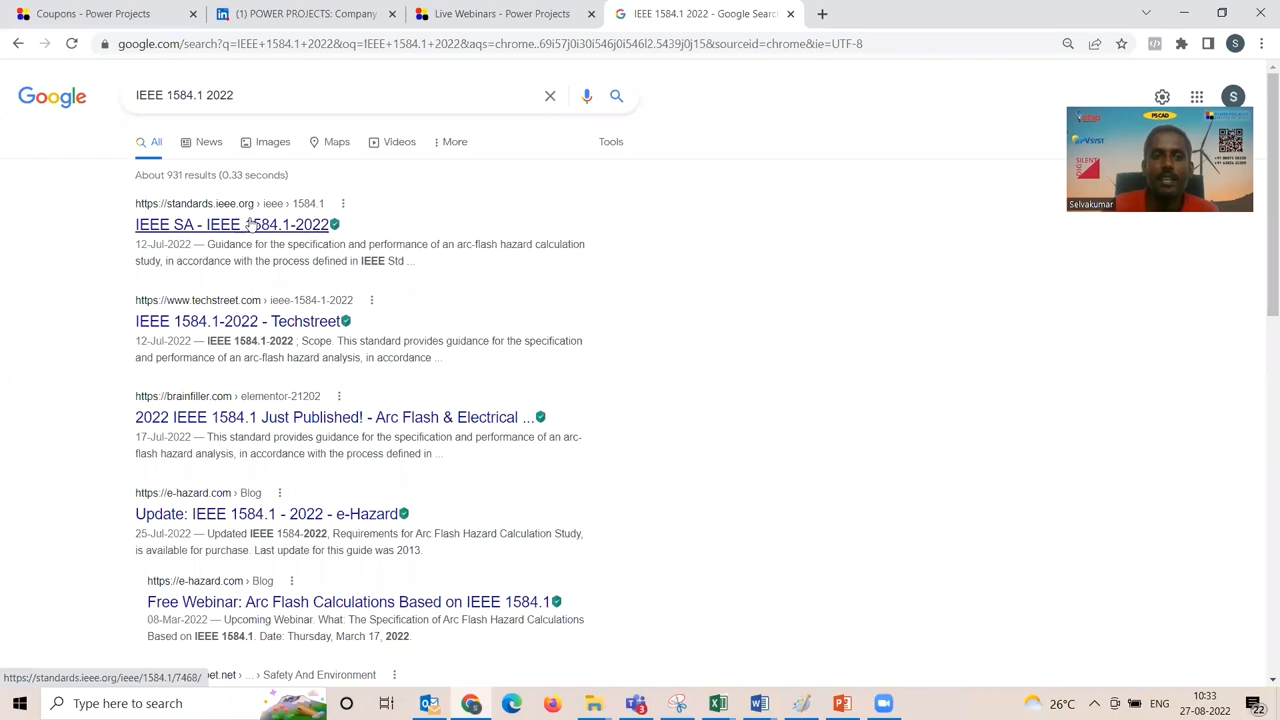 Coupons - Power Projects
(1) POWER PROJECTS: Company
Live Webinars - Power Projects
IEEE 1584.1 2022 - Google Searc
google.com/search?q=IEEE+1584.1+2022&oq=IEEE+1584.1+2022&aqs=chrome..69i57j0i30i546j0i546l2.5439j0j15&sourceid=chrome&ie=UTF-8
S
Google
IEEE 1584.1 2022
S
All
News
Images
Maps
Videos
More
Tools
About 931 results (0.33 seconds)
https://standards.ieee.org › ieee › 1584.1
IEEE SA - IEEE 1584.1-2022
12-Jul-2022 — Guidance for the specification and performance of an arc-flash hazard calculation
study, in accordance with the process defined in IEEE Std ...
https://www.techstreet.com › ieee-1584-1-2022
IEEE 1584.1-2022 - Techstreet
12-Jul-2022 — IEEE 1584.1-2022 ; Scope. This standard provides guidance for the specification
and performance of an arc-flash hazard analysis, in accordance ...
https://brainfiller.com › elementor-21202
2022 IEEE 1584.1 Just Published! - Arc Flash & Electrical ...
17-Jul-2022 — This standard provides guidance for the specification and performance of an arc-
flash hazard analysis, in accordance with the process defined in ...
https://e-hazard.com › Blog
Update: IEEE 1584.1 - 2022 - e-Hazard
25-Jul-2022 — Updated IEEE 1584-2022, Requirements for Arc Flash Hazard Calculation Study,
is available for purchase. Last update for this guide was 2013.
https://e-hazard.com › Blog
Free Webinar: Arc Flash Calculations Based on IEEE 1584.1
08-Mar-2022 — Upcoming Webinar. What: The Specification of Arc Flash Hazard Calculations
Based on IEEE 1584.1. Date: Thursday, March 17, 2022.
et.net › ... › Safety And Environment
https://standards.ieee.org/ieee/1584.1/7468/
PSCAD
PVSYST
Selvakumar
Type here to search
26°C
10:33
27-08-2022
22